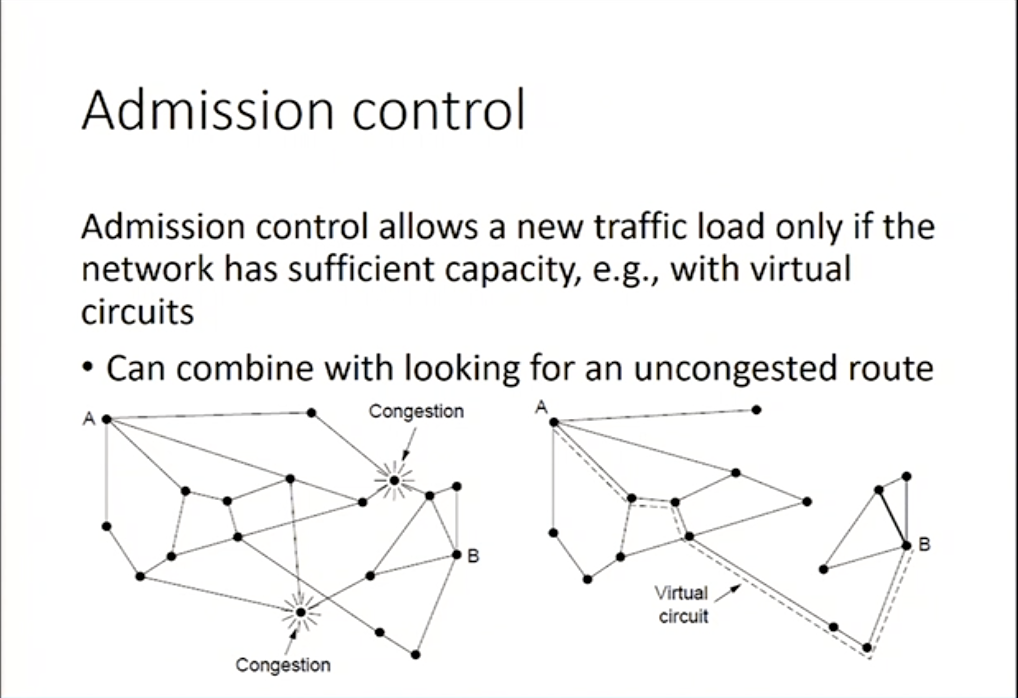 Admission control
Admission control allows a new traffic load only if the
network has sufficient capacity, e.g., with virtual
circuits
• Can combine with looking for an uncongested route
A
Congestion
B
Congestion
A
B
Virtual
circuit